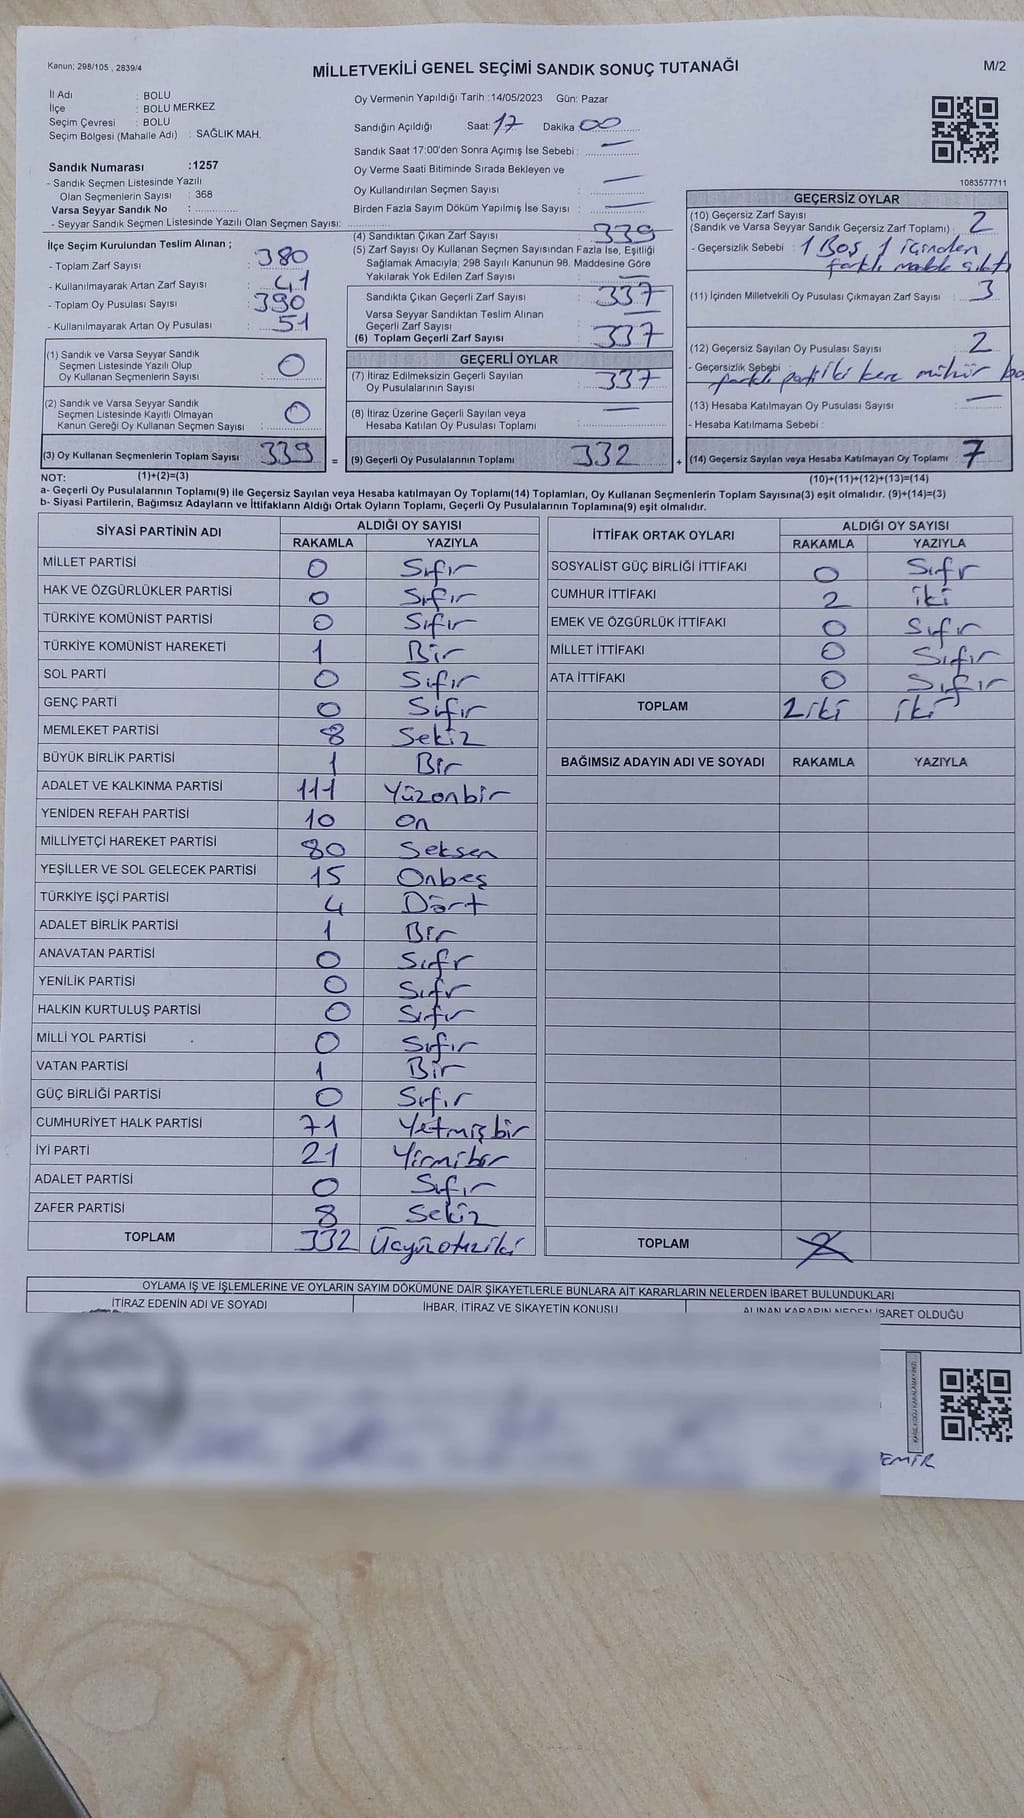 Kanun; 298/105 , 2839/4
MİLLETVEKİLİ GENEL SEÇİMİ SANDIK SONUÇ TUTANAĞI
M/2
İl Adı : BOLU
İlçe : BOLU MERKEZ
Seçim Çevresi : BOLU
Seçim Bölgesi (Mahalle Adı) : SAĞLIK MAH.
Sandık Numarası :1257
- Sandık Seçmen Listesinde Yazılı
Olan Seçmenlerin Sayısı : 368
Varsa Seyyar Sandık No :
- Seyyar Sandık Seçmen Listesinde Yazılı Olan Seçmen Sayısı:
Oy Vermenin Yapıldığı Tarih :14/05/2023 Gün: Pazar
Sandığın Açıldığı Saat: 17 Dakika 00
Sandık Saat 17:00'den Sonra Açımış İse Sebebi : —
Oy Verme Saati Bitiminde Sırada Bekleyen ve
Oy Kullandırılan Seçmen Sayısı : —
Birden Fazla Sayım Döküm Yapılmış İse Sayısı : —
1083577711
İlçe Seçim Kurulundan Teslim Alınan ;
- Toplam Zarf Sayısı : 380
- Kullanılmayarak Artan Zarf Sayısı : 41
- Toplam Oy Pusulası Sayısı : 390
- Kullanılmayarak Artan Oy Pusulası : 51
(1) Sandık ve Varsa Seyyar Sandık
Seçmen Listesinde Yazılı Olup
Oy Kullanan Seçmenlerin Sayısı : 0
(2) Sandık ve Varsa Seyyar Sandık
Seçmen Listesinde Kayıtlı Olmayan
Kanun Gereği Oy Kullanan Seçmen Sayısı : 0
(3) Oy Kullanan Seçmenlerin Toplam Sayısı 339 =
(4) Sandıktan Çıkan Zarf Sayısı : 339
(5) Zarf Sayısı Oy Kullanan Seçmen Sayısından Fazla İse, Eşitliği
Sağlamak Amacıyla; 298 Sayılı Kanunun 98. Maddesine Göre
Yakılarak Yok Edilen Zarf Sayısı : —
Sandıkta Çıkan Geçerli Zarf Sayısı : 337
Varsa Seyyar Sandıktan Teslim Alınan
Geçerli Zarf Sayısı : —
(6) Toplam Geçerli Zarf Sayısı : 337
GEÇERLİ OYLAR
(7) İtiraz Edilmeksizin Geçerli Sayılan
Oy Pusulalarının Sayısı : 337
(8) İtiraz Üzerine Geçerli Sayılan veya
Hesaba Katılan Oy Pusulası Toplamı : —
(9) Geçerli Oy Pusulalarının Toplamı 332 +
GEÇERSİZ OYLAR
(10) Geçersiz Zarf Sayısı
(Sandık ve Varsa Seyyar Sandık Geçersiz Zarf Toplamı) : 2
- Geçersizlik Sebebi : 1 Boş 1 içinden
farklı
(11) İçinden Milletvekili Oy Pusulası Çıkmayan Zarf Sayısı : 3
(12) Geçersiz Sayılan Oy Pusulası Sayısı : 2
- Geçersizlik Sebebi : farklı parti iki kere mühür
(13) Hesaba Katılmayan Oy Pusulası Sayısı : —
- Hesaba Katılmama Sebebi :
(14) Geçersiz Sayılan veya Hesaba Katılmayan Oy Toplamı 7
NOT: (1)+(2)=(3) (10)+(11)+(12)+(13)=(14)
a- Geçerli Oy Pusulalarının Toplamı(9) ile Geçersiz Sayılan veya Hesaba katılmayan Oy Toplamı(14) Toplamları, Oy Kullanan Seçmenlerin Toplam Sayısına(3) eşit olmalıdır. (9)+(14)=(3)
b- Siyasi Partilerin, Bağımsız Adayların ve İttifakların Aldığı Ortak Oyların Toplamı, Geçerli Oy Pusulalarının Toplamına(9) eşit olmalıdır.
SİYASİ PARTİNİN ADI ALDIĞI OY SAYISI
RAKAMLA YAZIYLA
MİLLET PARTİSİ 0 Sıfır
HAK VE ÖZGÜRLÜKLER PARTİSİ 0 Sıfır
TÜRKİYE KOMÜNİST PARTİSİ 0 Sıfır
TÜRKİYE KOMÜNİST HAREKETİ 1 Bir
SOL PARTİ 0 Sıfır
GENÇ PARTİ 0 Sıfır
MEMLEKET PARTİSİ 8 Sekiz
BÜYÜK BİRLİK PARTİSİ 1 Bir
ADALET VE KALKINMA PARTİSİ 111 Yüzonbir
YENİDEN REFAH PARTİSİ 10 On
MİLLİYETÇİ HAREKET PARTİSİ 80 Seksen
YEŞİLLER VE SOL GELECEK PARTİSİ 15 Onbeş
TÜRKİYE İŞÇİ PARTİSİ 4 Dört
ADALET BİRLİK PARTİSİ 1 Bir
ANAVATAN PARTİSİ 0 Sıfır
YENİLİK PARTİSİ 0 Sıfır
HALKIN KURTULUŞ PARTİSİ 0 Sıfır
MİLLİ YOL PARTİSİ 0 Sıfır
VATAN PARTİSİ 1 Bir
GÜÇ BİRLİĞİ PARTİSİ 0 Sıfır
CUMHURİYET HALK PARTİSİ 71 Yetmişbir
İYİ PARTİ 21 Yirmibir
ADALET PARTİSİ 0 Sıfır
ZAFER PARTİSİ 8 Sekiz
TOPLAM 332 Üçyüzotuziki
İTTİFAK ORTAK OYLARI ALDIĞI OY SAYISI
RAKAMLA YAZIYLA
SOSYALİST GÜÇ BİRLİĞİ İTTİFAKI 0 Sıfır
CUMHUR İTTİFAKI 2 iki
EMEK VE ÖZGÜRLÜK İTTİFAKI 0 Sıfır
MİLLET İTTİFAKI 0 Sıfır
ATA İTTİFAKI 0 Sıfır
TOPLAM 2 iki iki
BAĞIMSIZ ADAYIN ADI VE SOYADI RAKAMLA YAZIYLA
TOPLAM
OYLAMA İŞ VE İŞLEMLERİNE VE OYLARIN SAYIM DÖKÜMÜNE DAİR ŞİKAYETLERLE BUNLARA AİT KARARLARIN NELERDEN İBARET BULUNDUKLARI
İTİRAZ EDENİN ADI VE SOYADI İHBAR, İTİRAZ VE ŞİKAYETİN KONUSU ALINAN KARARIN NEDEN İBARET OLDUĞU